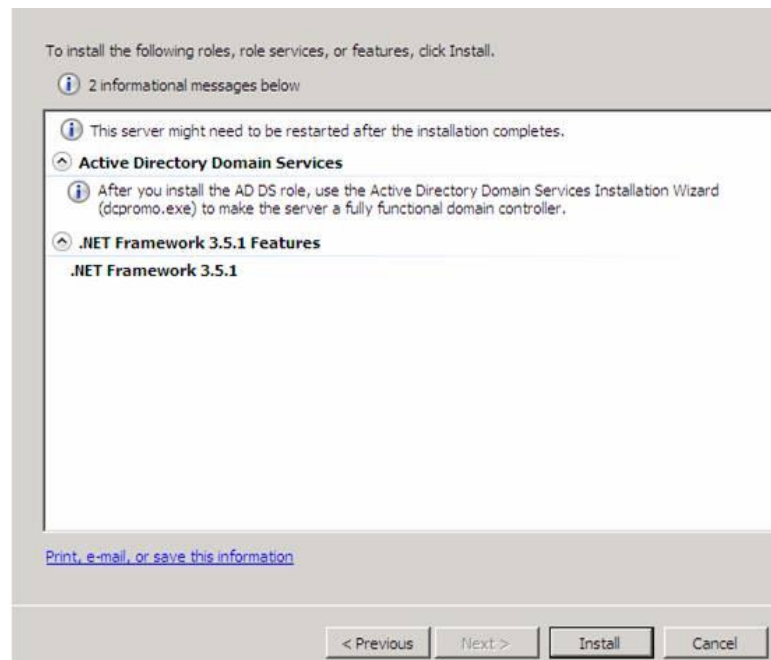 To install the following roles, role services, or features, click Install.
2 informational messages below
This server might need to be restarted after the installation completes.
Active Directory Domain Services
After you install the AD DS role, use the Active Directory Domain Services Installation Wizard
(dcpromo.exe) to make the server a fully functional domain controller.
.NET Framework 3.5.1 Features
.NET Framework 3.5.1
Print, e-mail, or save this information
< Previous
Next >
Install
Cancel